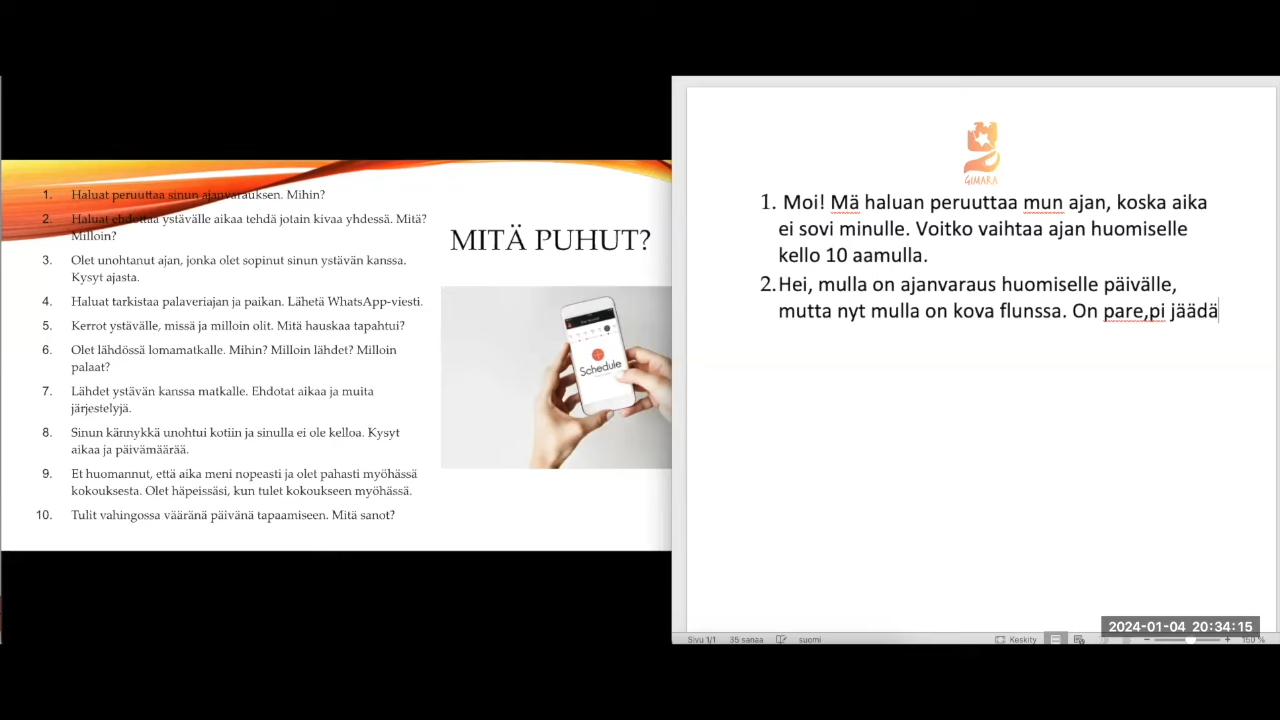 1. Haluat peruuttaa sinun ajanvarauksen. Mihin?
2. Haluat ehdottaa ystävälle aikaa tehdä jotain kivaa yhdessä. Mitä?
Milloin?
3. Olet unohtanut ajan, jonka olet sopinut sinun ystävän kanssa.
Kysyt ajasta.
4. Haluat tarkistaa palaveriajan ja paikan. Lähetä WhatsApp-viesti.
5. Kerrot ystävälle, missä ja milloin olit. Mitä hauskaa tapahtui?
6. Olet lähdössä lomamatkalle. Mihin? Milloin lähdet? Milloin
palaat?
7. Lähdet ystävän kanssa matkalle. Ehdotat aikaa ja muita
järjestelyjä.
8. Sinun kännykkä unohtui kotiin ja sinulla ei ole kelloa. Kysyt
aikaa ja päivämäärää.
9. Et huomannut, että aika meni nopeasti ja olet pahasti myöhässä
kokouksesta. Olet häpeissäsi, kun tulet kokoukseen myöhässä.
10. Tulit vahingossa vääränä päivänä tapaamiseen. Mitä sanot?
MITÄ PUHUT?
Schedule
GIMARA
1. Moi! Mä haluan peruuttaa mun ajan, koska aika
ei sovi minulle. Voitko vaihtaa ajan huomiselle
kello 10 aamulla.
2. Hei, mulla on ajanvaraus huomiselle päivälle,
mutta nyt mulla on kova flunssa. On pare,pi jäädä
2024-01-04 20:34:15
Sivu 1/1 35 sanaa suomi Keskity 150 %